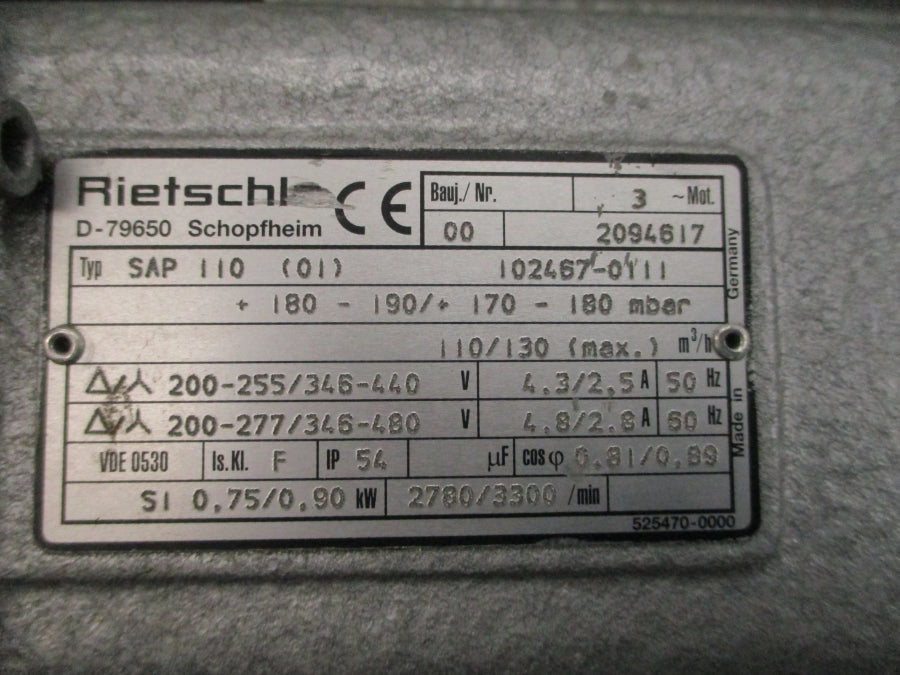 Rietschl CE Bauj./ Nr. 3 ~ Mot.
D-79650 Schopfheim 00 2094617
Typ SAP 110 (01) 102467-0111
+ 180 - 190/+ 170 - 180 mbar
110/130 (max.) m³/h
Δ/⅄ 200-255/346-440 V 4.3/2.5 A 50 Hz
Δ/⅄ 200-277/346-480 V 4.8/2.8 A 60 Hz
VDE 0530 Is.Kl. F IP 54 µF cos φ 0.81/0.89
S1 0,75/0,90 kW 2780/3300 /min
525470-0000
Made in Germany